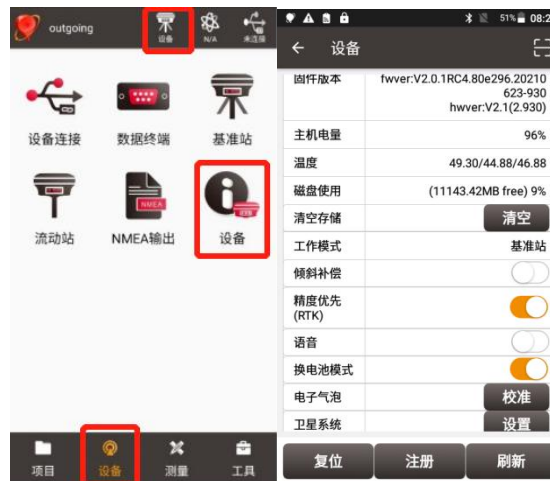 outgoing
设备
N/A
未连接
设备连接
数据终端
基准站
NMEA
流动站
NMEA输出
设备
项目
设备
测量
工具
51%
08:2
设备
固件版本
fwver:V2.0.1RC4.80e296.20210
623-930
hwver:V2.1(2.930)
主机电量
96%
温度
49.30/44.88/46.88
磁盘使用
(11143.42MB free) 9%
清空存储
清空
工作模式
基准站
倾斜补偿
精度优先
(RTK)
语音
换电池模式
电子气泡
校准
卫星系统
设置
复位
注册
刷新